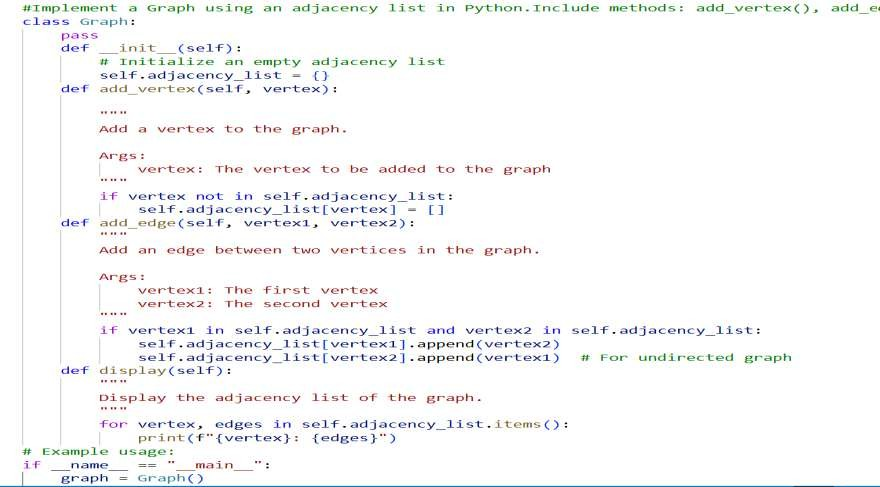 #Implement a Graph using an adjacency list in Python.Include methods: add_vertex(),
class Graph:
    pass
    def __init__(self):
        # Initialize an empty adjacency list
        self.adjacency_list = {}
    def add_vertex(self, vertex):
        """
        Add a vertex to the graph.
        Args:
            vertex: The vertex to be added to the graph
        """
        if vertex not in self.adjacency_list:
            self.adjacency_list[vertex] = []
    def add_edge(self, vertex1, vertex2):
        """
        Add an edge between two vertices in the graph.
        Args:
            vertex1: The first vertex
            vertex2: The second vertex
        """
        if vertex1 in self.adjacency_list and vertex2 in self.adjacency_list:
            self.adjacency_list[vertex1].append(vertex2)
            self.adjacency_list[vertex2].append(vertex1)  # For undirected graph
    def display(self):
        """
        Display the adjacency list of the graph.
        """
        for vertex, edges in self.adjacency_list.items():
            print(f"{vertex}: {edges}")
# Example usage:
if __name__ == "__main__":
    graph = Graph()